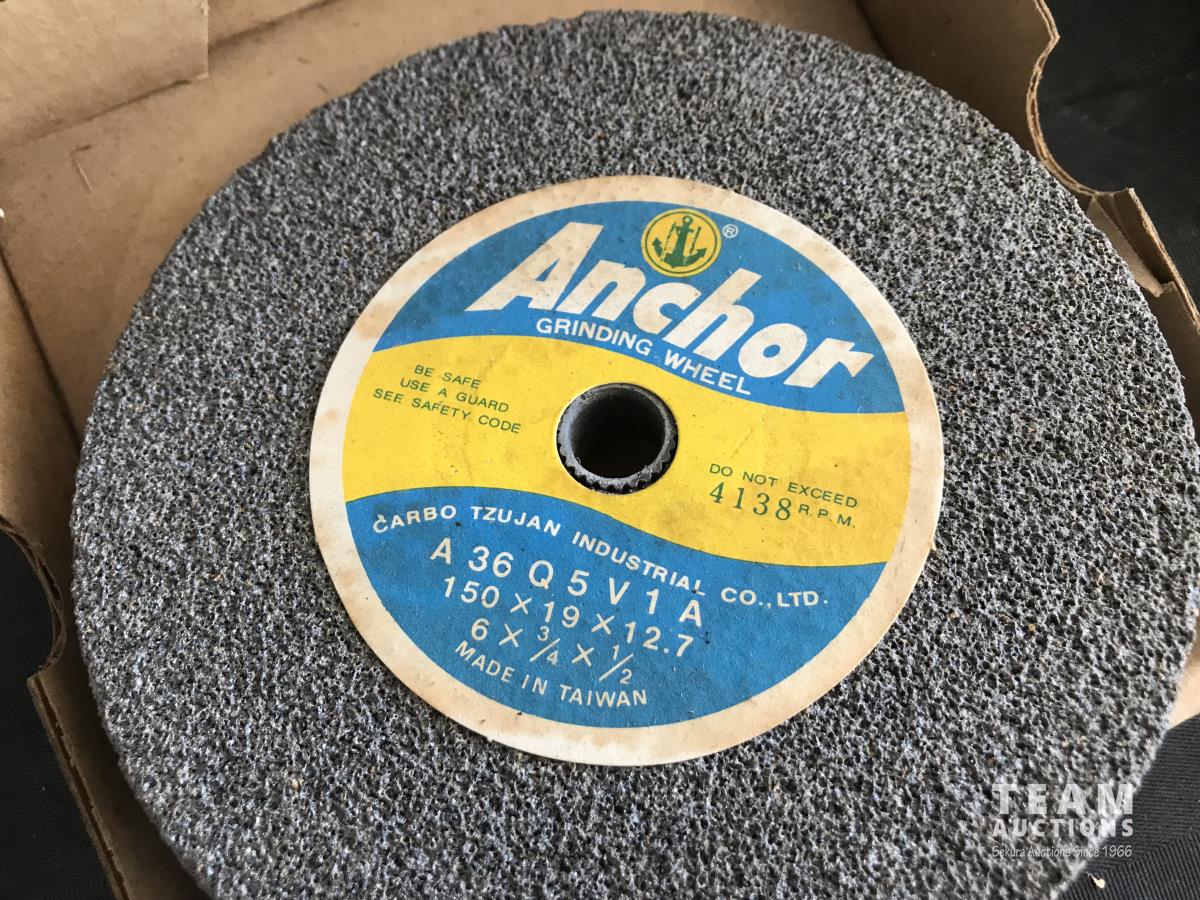 Anchor ®
GRINDING WHEEL
BE SAFE
USE A GUARD
SEE SAFETY CODE
DO NOT EXCEED
4138 R.P.M.
CARBO TZUJAN INDUSTRIAL CO.,LTD.
A 36 Q 5 V 1 A
150 × 19 × 12.7
6 × 3/4 × 1/2
MADE IN TAIWAN
TEAM
AUCTIONS
Sekura Auctions Since 1966